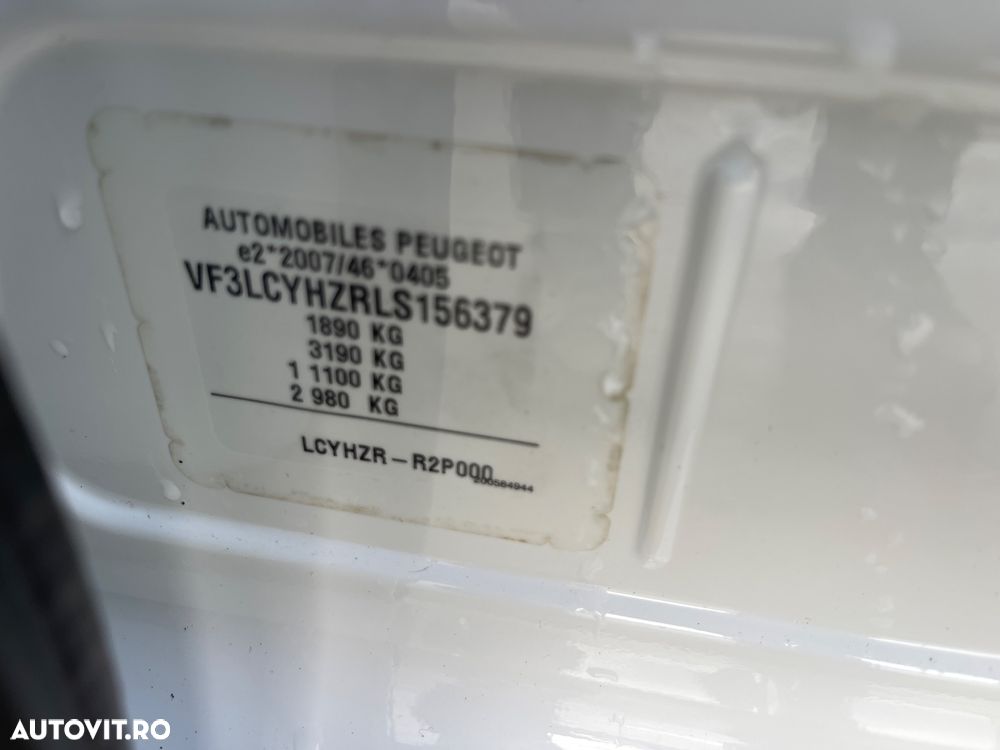 AUTOMOBILES PEUGEOT
e2*2007/46*0405
VF3LCYHZRLS156379
1890 KG
3190 KG
1 1100 KG
2 980 KG
LCYHZR – R2P000
200584944
AUTOVIT.RO